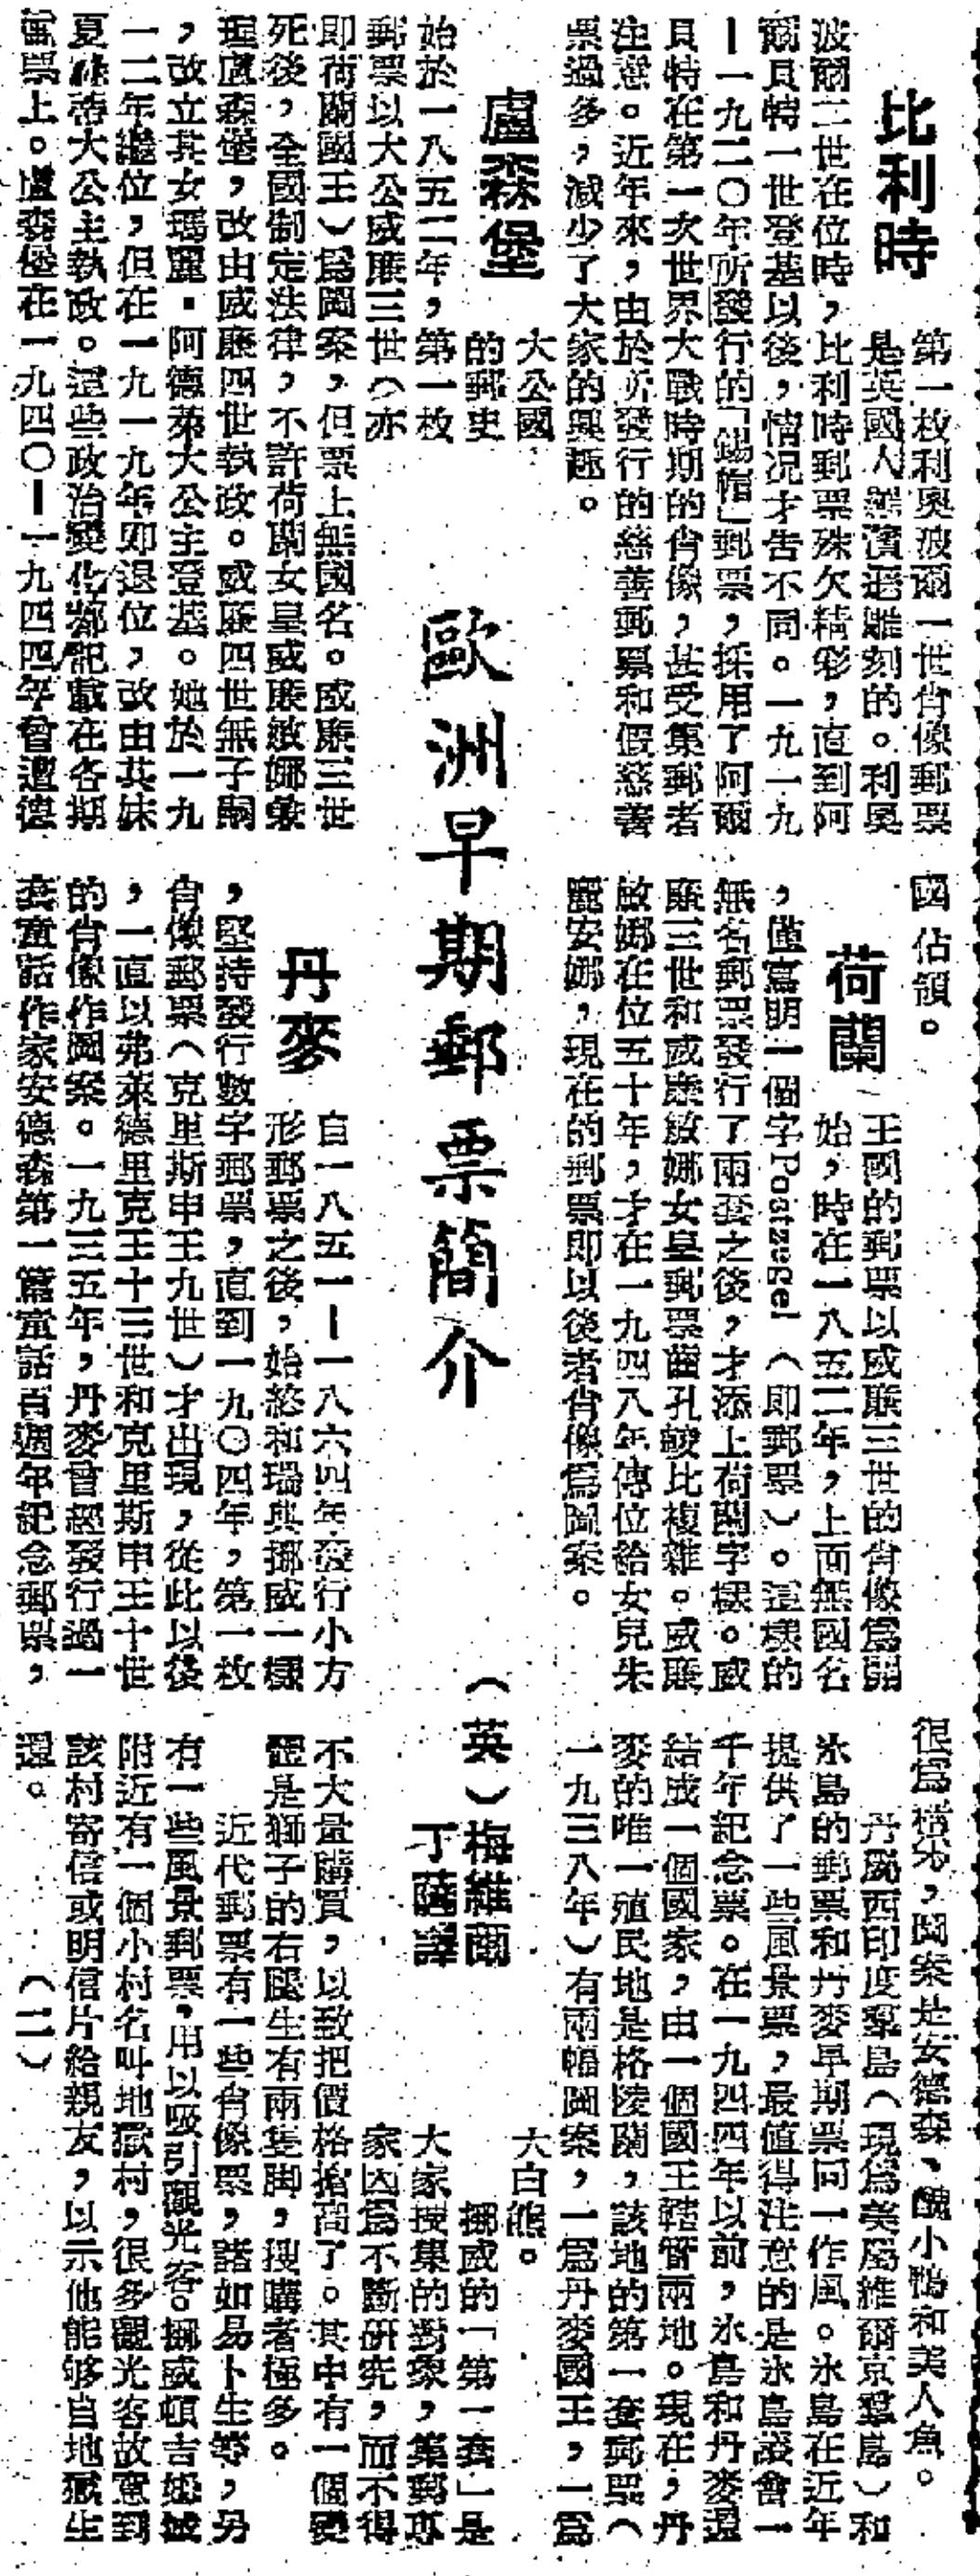 歐洲早期郵票簡介
（英）梅維爾
丁薩譯
比利時
第一枚利奧波爾一世肖像郵票
是英國人 雕刻的。利奧
波爾二世在位時，比利時郵票殊欠精彩，直到阿
爾貝特一世登基以後，情况才告不同。一九一九
－一九二〇年所發行的「鋼帽」郵票，採用了阿爾
貝特在第一次世界大戰時期的肖像，甚受集郵者
注意。近年來，由於所發行的慈善郵票和假慈善
票過多，減少了大家的興趣。
盧森堡
大公國
的郵史
始於一八五二年，第一枚
郵票以大公威廉三世（亦
即荷蘭國王）爲圖案，但票上無國名。威廉三世
死後，全國制定法律，不許荷蘭女皇威廉敏娜兼
理盧森堡，改由威廉四世執政。威廉四世無子嗣
，改立其女瑪麗·阿德萊大公主登基。她於一九
一二年繼位，但在一九一九年即退位，改由其妹
夏綠蒂大公主執政。這些政治變化都記載在各期
郵票上。盧森堡在一九四〇－一九四四年曾遭德
國佔領。
荷蘭
王國的郵票以威廉三世的肖像爲開
始，時在一八五二年，上面無國名
，僅寫明一個字Postzegel（即郵票）。這樣的
無名郵票發行了兩套之後，才添上荷蘭字樣。威
廉三世和威廉敏娜女皇郵票齒孔較比複雜。威廉
敏娜在位五十年，才在一九四八年傳位給女兒朱
麗安娜，現在的郵票即以後者肖像爲圖案。
丹麥
自一八五一－一八六四年發行小方
形郵票之後，始終和瑞典挪威一樣
，堅持發行數字郵票，直到一九〇四年，第一枚
肖像郵票（克里斯申王九世）才出現，從此以後
，一直以弗萊德里克王十三世和克里斯申王十世
的肖像作圖案。一九三五年，丹麥曾經發行過一
套童話作家安德森第一篇童話百週年紀念郵票，
很爲 ，圖案是安德森、醜小鴨和美人魚。
丹屬西印度羣島（現爲美屬維爾京羣島）和
冰島的郵票和丹麥早期票同一作風。冰島在近年
提供了一些風景票，最值得注意的是冰島議會一
千年記念票。在一九四四年以前，冰島和丹麥還
結成一個國家，由一個國王轄管兩地。現在，丹
麥的唯一殖民地是格陵蘭，該地的第一套郵票（
一九三八年）有兩幅圖案，一爲丹麥國王，一爲
大白熊。
挪威的「第一套」是
大家搜集的對象，集郵專
家因爲不斷研究，而不得
不大量購買，以致把價格擡高了。其中有一個變
體是獅子的右腿生有兩隻脚，搜購者極多。
近代郵票有一些肖像票，諸如易卜生等，另
有一些風景郵票，用以吸引觀光客。挪威頓吉姆城
附近有一個小村名叫地獄村，很多觀光客故意到
該村寄信或明信片給親友，以示他能够自地獄生
還。　（二）